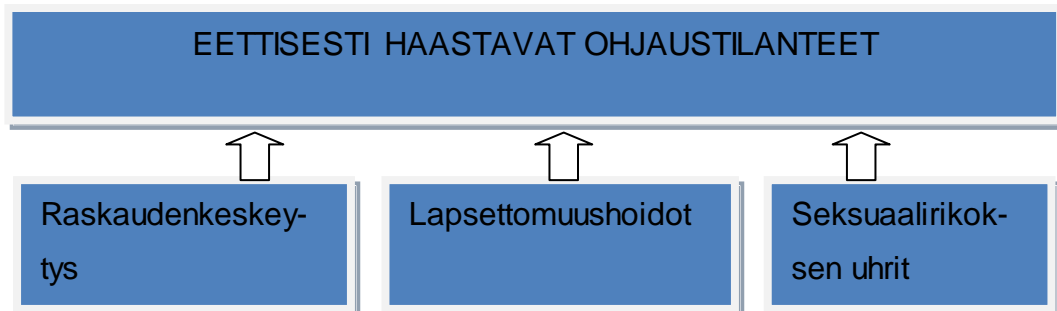 EETTISESTI HAASTAVAT OHJAUSTILANTEET
Raskaudenkeskey-
tys
Lapsettomuushoidot
Seksuaalirikok-
sen uhrit